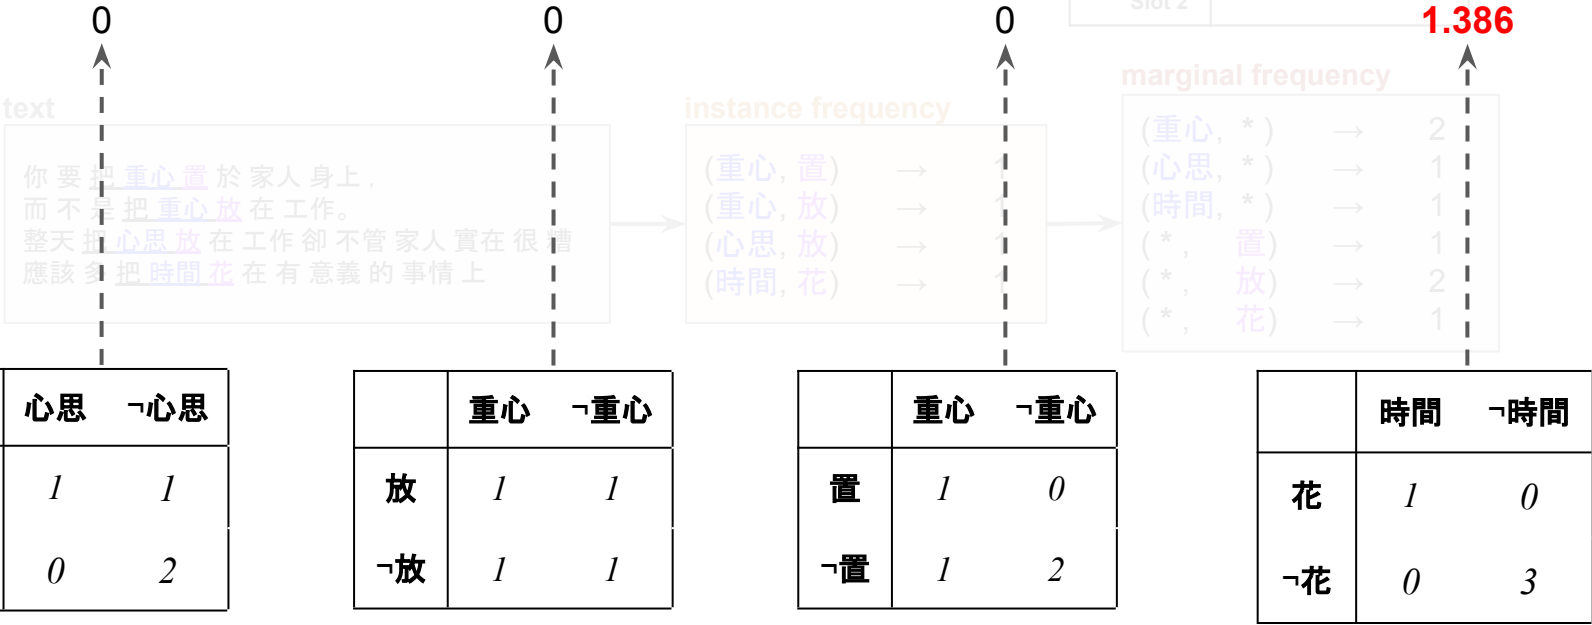 0 0 0 1.386
Slot 2
marginal frequency
text
instance frequency
你 要 把 重心 置 於 家人 身上 ,
而 不 是 把 重心 放 在 工作。
整天 把 心思 放 在 工作 卻 不管 家人 實在 很 糟
應該 多 把 時間 花 在 有 意義 的 事情 上
(重心, 置) → 1
(重心, 放) → 1
(心思, 放) → 1
(時間, 花) → 1
(重心, * ) → 2
(心思, * ) → 1
(時間, * ) → 1
( * , 置) → 1
( * , 放) → 2
( * , 花) → 1
心思 ¬心思
1 1
0 2
重心 ¬重心
放 1 1
¬放 1 1
重心 ¬重心
置 1 0
¬置 1 2
時間 ¬時間
花 1 0
¬花 0 3